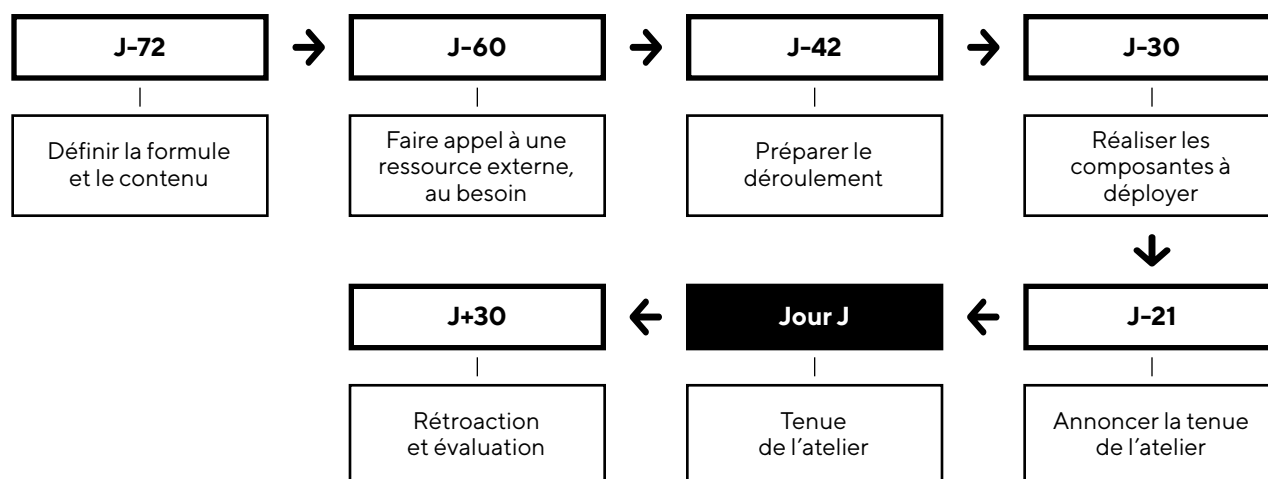 J-72
Définir la formule
et le contenu
J-60
Faire appel à une
ressource externe,
au besoin
J-42
Préparer le
déroulement
J-30
Réaliser les
composantes à
déployer
J-21
Annoncer la tenue
de l'atelier
Jour J
Tenue
de l'atelier
J+30
Rétroaction
et évaluation